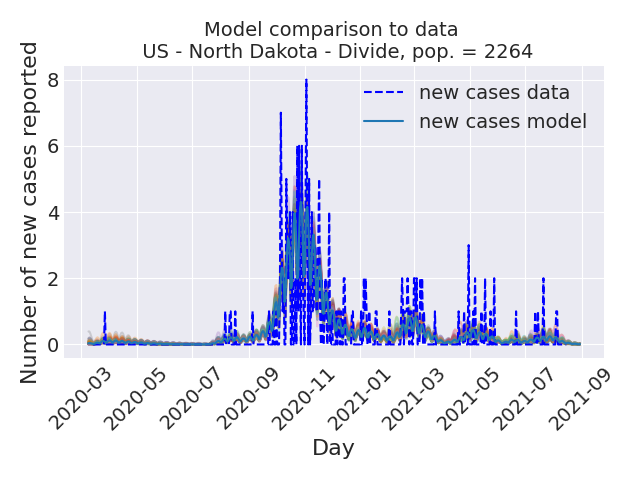 Model comparison to data
US - North Dakota - Divide, pop. = 2264
Number of new cases reported
8
6
4
2
0
new cases data
new cases model
2020-03
2020-05
2020-07
2020-09
2020-11
2021-01
2021-03
2021-05
2021-07
2021-09
Day